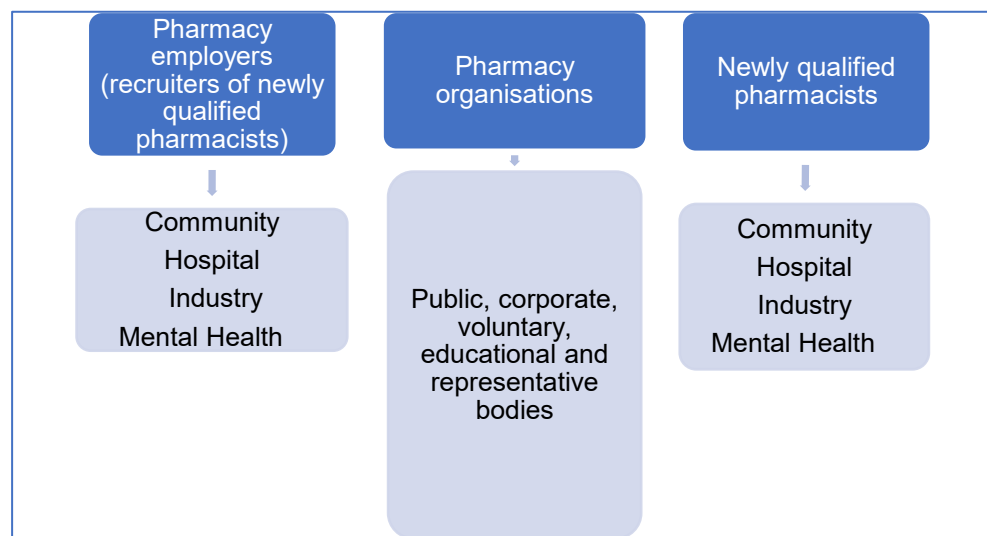 Pharmacy
employers
(recruiters of newly
qualified
pharmacists)
Community
Hospital
Industry
Mental Health
Pharmacy
organisations
Public, corporate,
voluntary,
educational and
representative
bodies
Newly qualified
pharmacists
Community
Hospital
Industry
Mental Health